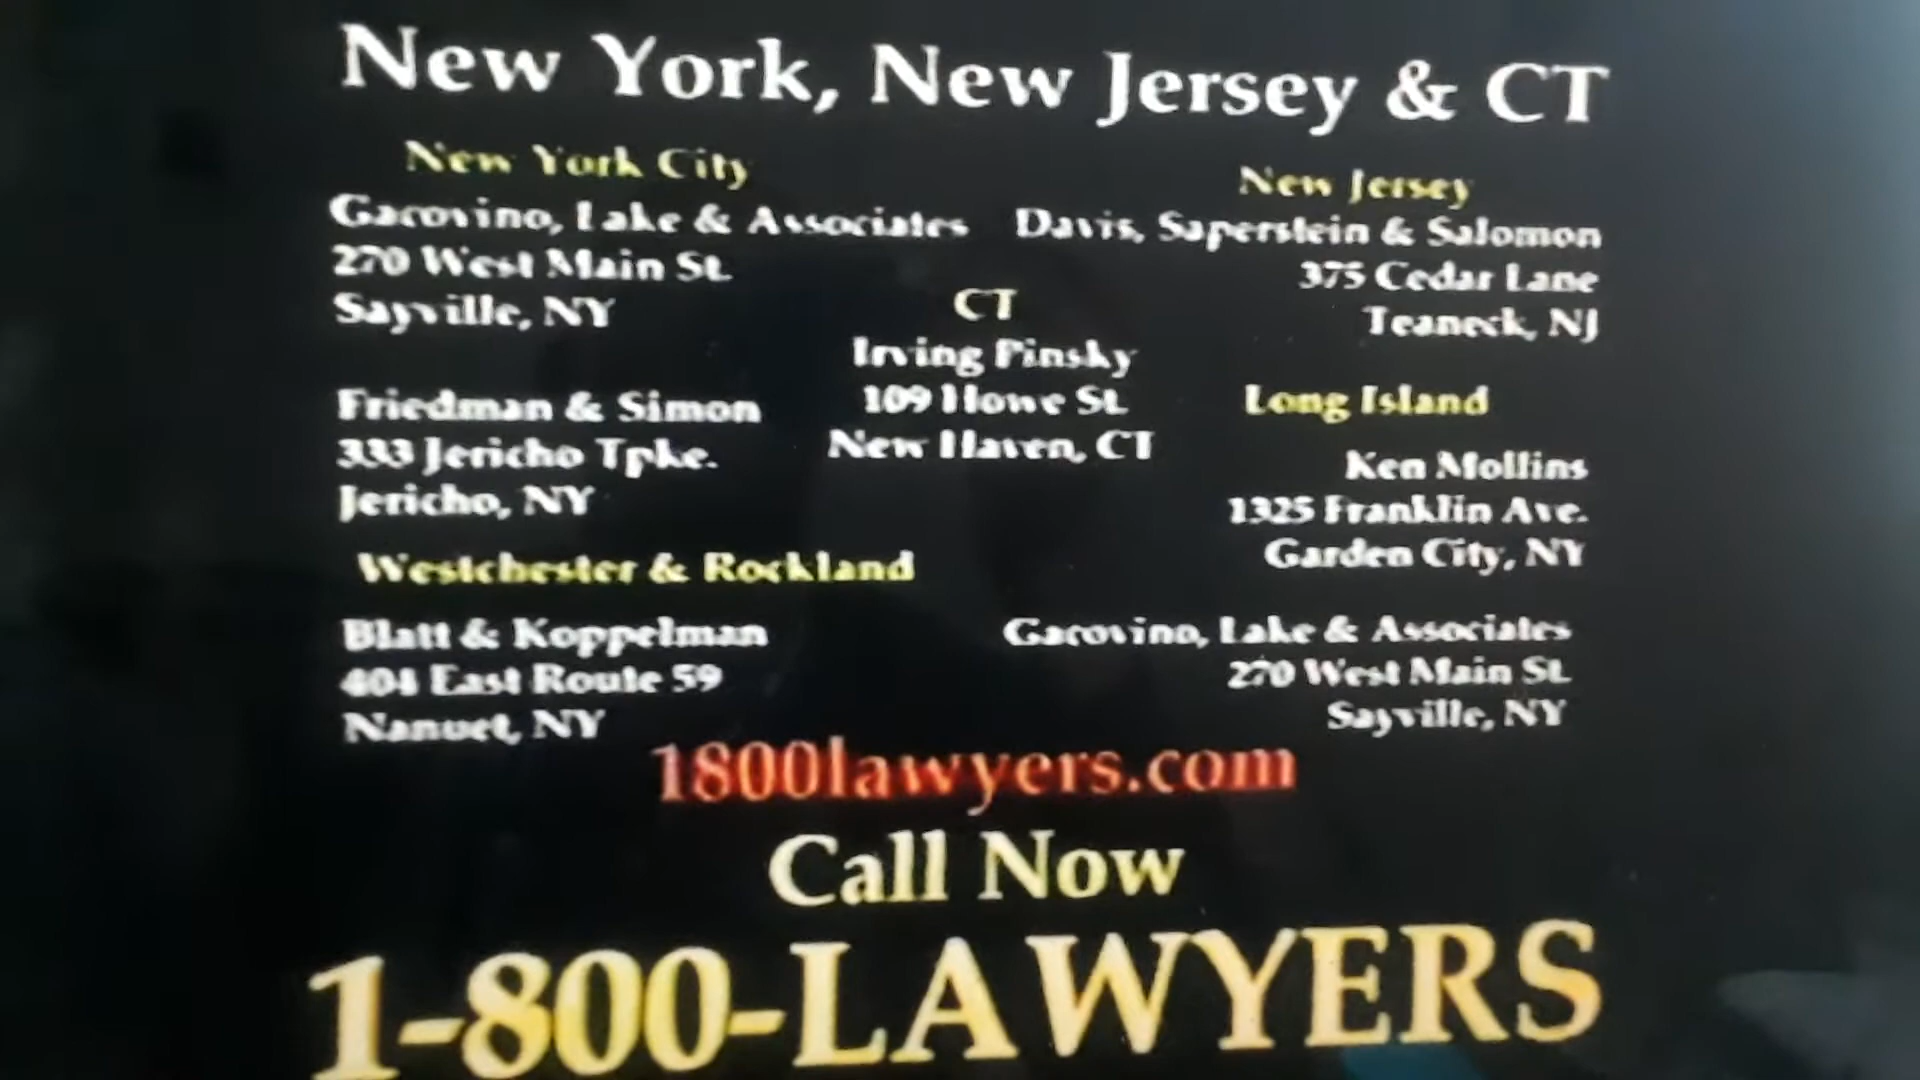 New York, New Jersey & CT
New York City
Gacovino, Lake & Associates
270 West Main St.
Sayville, NY
Friedman & Simon
333 Jericho Tpke.
Jericho, NY
Westchester & Rockland
Blatt & Koppelman
404 East Route 59
Nanuet, NY
CT
Irving Pinsky
109 Howe St.
New Haven, CT
New Jersey
Davis, Saperstein & Salomon
375 Cedar Lane
Teaneck, NJ
Long Island
Ken Mollins
1325 Franklin Ave.
Garden City, NY
Gacovino, Lake & Associates
270 West Main St.
Sayville, NY
1800lawyers.com
Call Now
1-800-LAWYERS